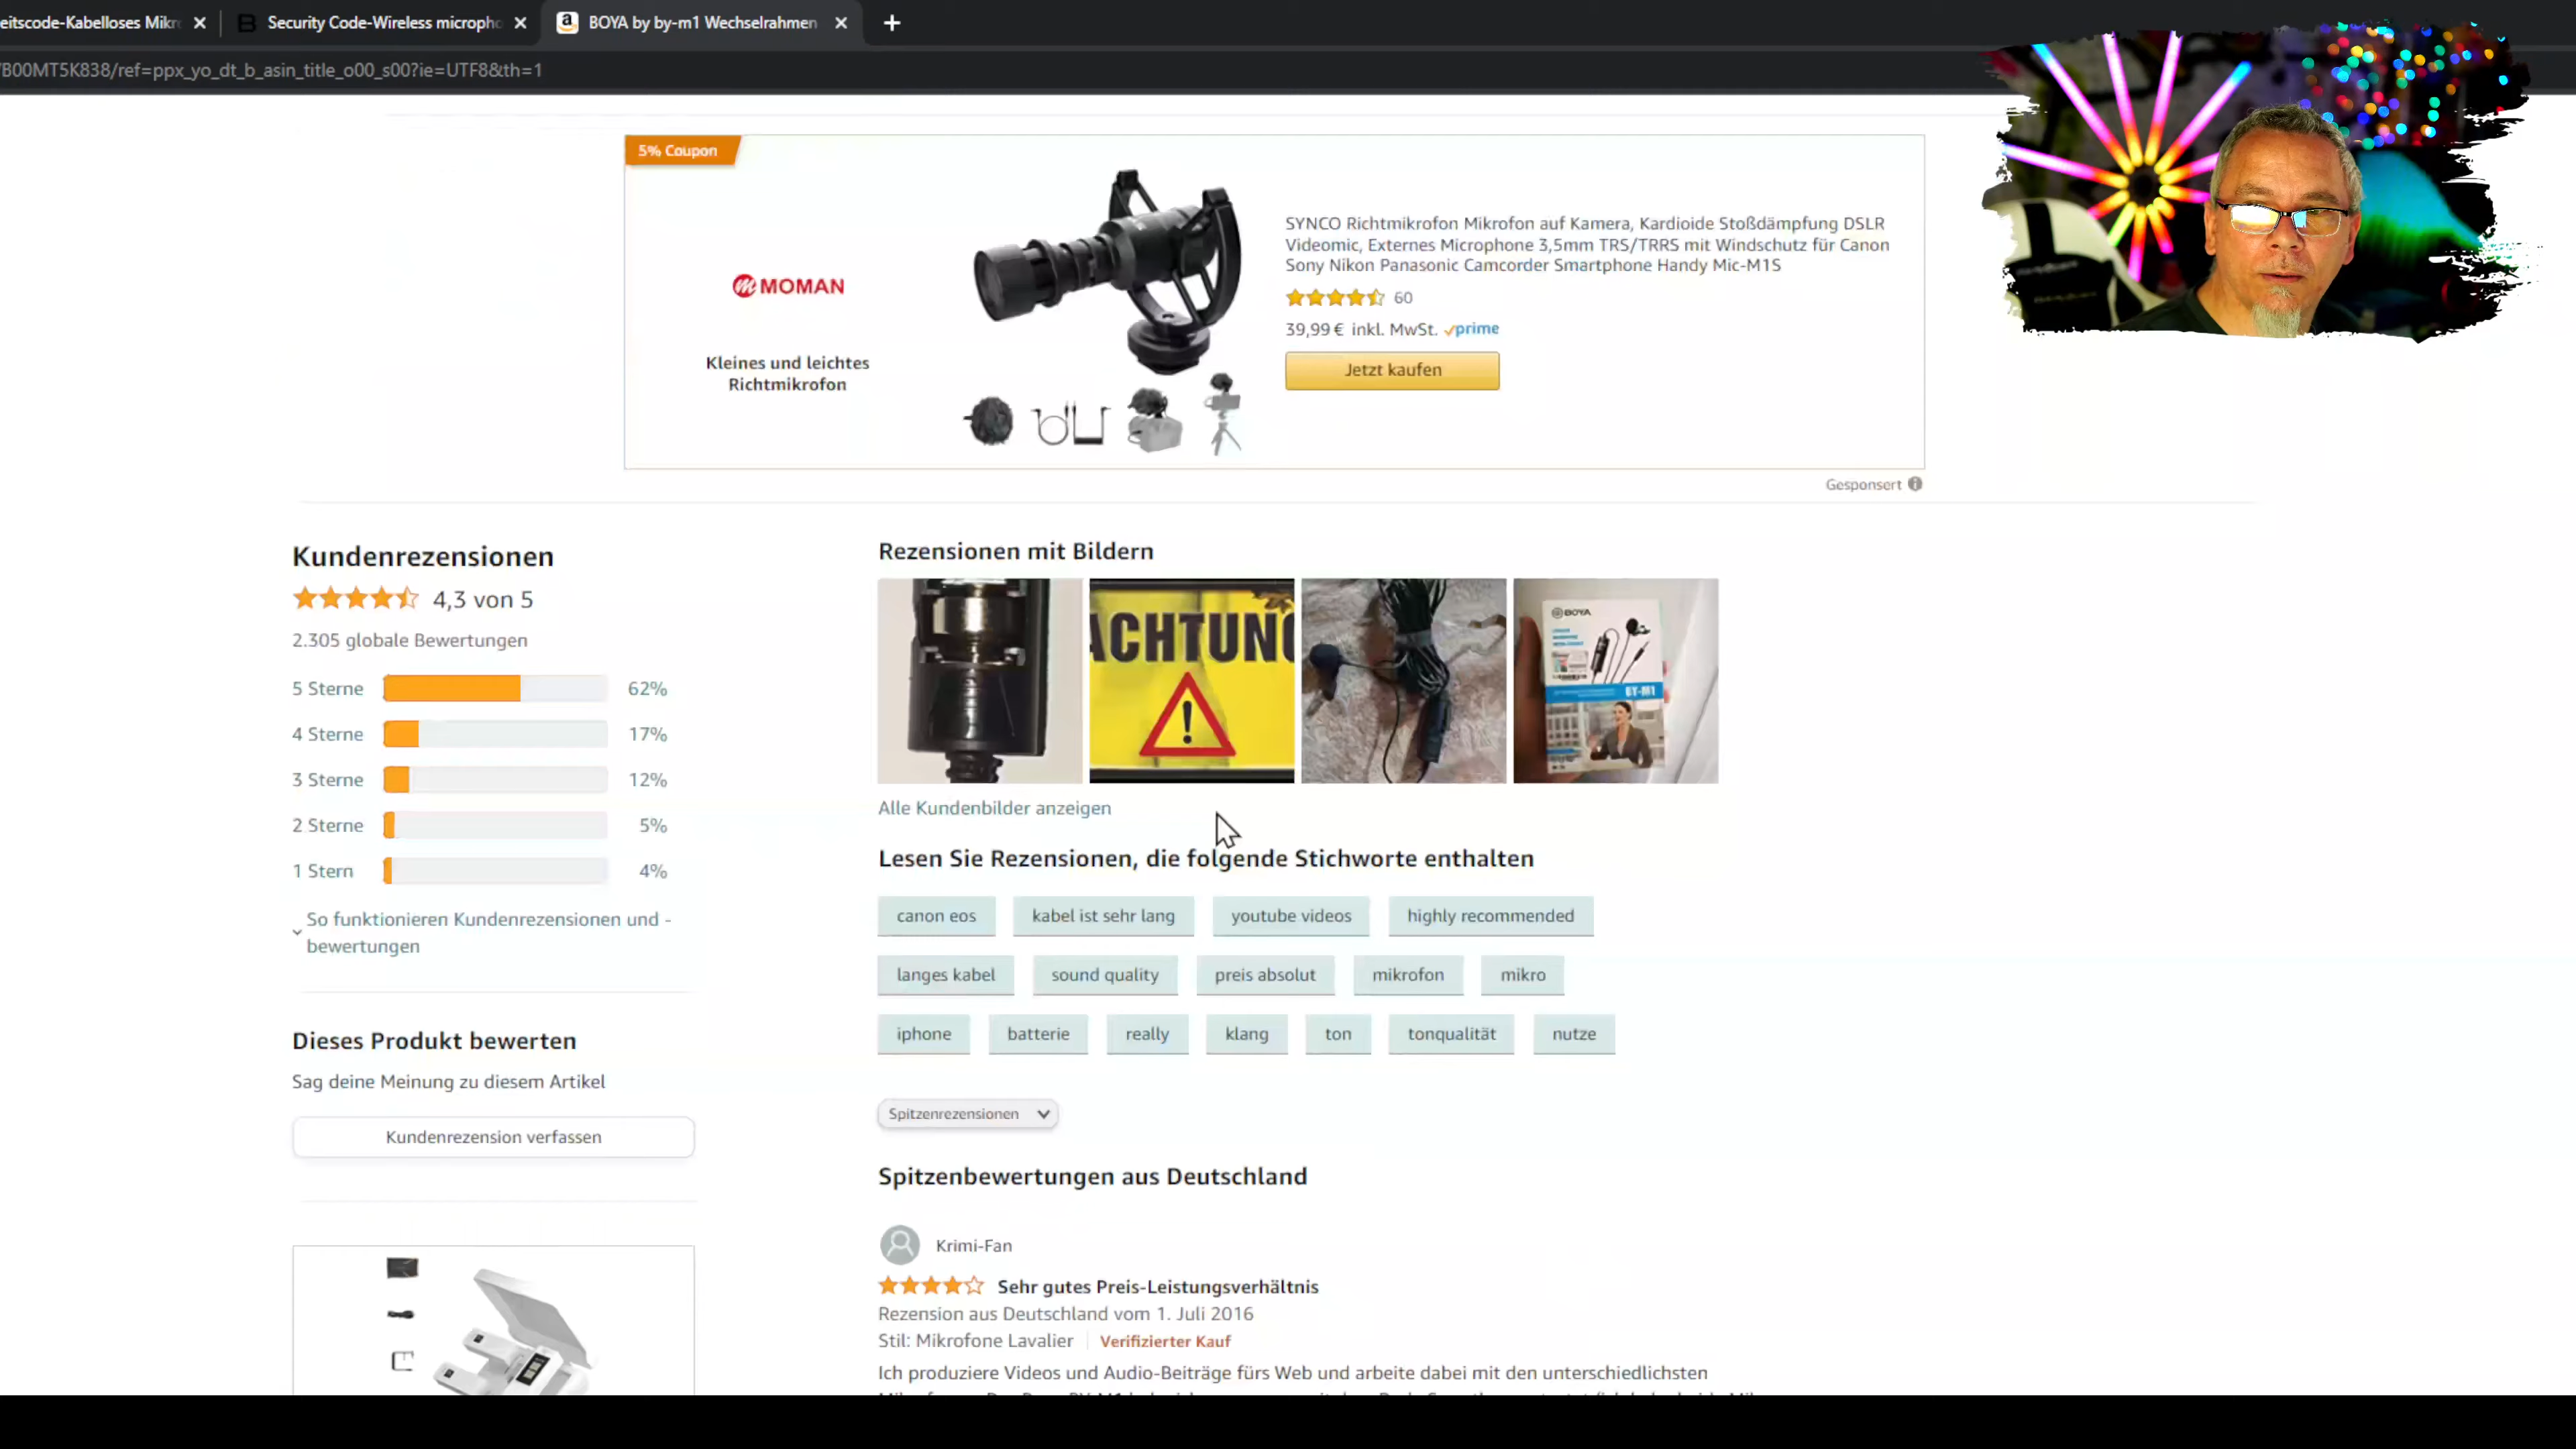 eitscode-Kabelloses Mikr
Security Code-Wireless micropho
BOYA by by-m1 Wechselrahmen
/B00MT5K838/ref=ppx_yo_dt_b_asin_title_o00_s00?ie=UTF8&th=1
5% Coupon
MOMAN
Kleines und leichtes
Richtmikrofon
SYNCO Richtmikrofon Mikrofon auf Kamera, Kardioide Stoßdämpfung DSLR
Videomic, Externes Microphone 3,5mm TRS/TRRS mit Windschutz für Canon
Sony Nikon Panasonic Camcorder Smartphone Handy Mic-M1S
60
39,99 € inkl. MwSt. prime
Jetzt kaufen
Gesponsert
Kundenrezensionen
4,3 von 5
2.305 globale Bewertungen
5 Sterne 62%
4 Sterne 17%
3 Sterne 12%
2 Sterne 5%
1 Stern 4%
So funktionieren Kundenrezensionen und -
bewertungen
Dieses Produkt bewerten
Sag deine Meinung zu diesem Artikel
Kundenrezension verfassen
Rezensionen mit Bildern
ACHTUN
BOYA
BY-M1
Alle Kundenbilder anzeigen
Lesen Sie Rezensionen, die folgende Stichworte enthalten
canon eos kabel ist sehr lang youtube videos highly recommended
langes kabel sound quality preis absolut mikrofon mikro
iphone batterie really klang ton tonqualität nutze
Spitzenrezensionen
Spitzenbewertungen aus Deutschland
Krimi-Fan
Sehr gutes Preis-Leistungsverhältnis
Rezension aus Deutschland vom 1. Juli 2016
Stil: Mikrofone Lavalier Verifizierter Kauf
Ich produziere Videos und Audio-Beiträge fürs Web und arbeite dabei mit den unterschiedlichsten